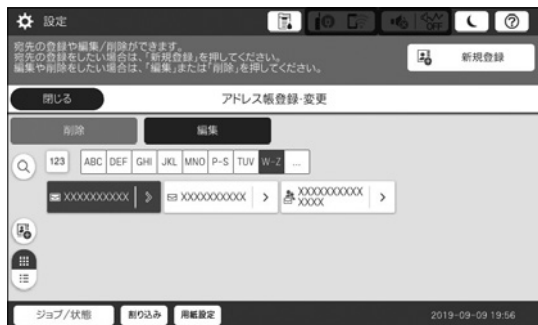 設定
OFF
宛先の登録や編集/削除ができます。
宛先の登録をしたい場合は、「新規登録」を押してください。
編集や削除をしたい場合は、「編集」または「削除」を押してください。
新規登録
閉じる
アドレス帳登録・変更
削除
編集
123 ABC DEF GHI JKL MNO P-S TUV W-Z ...
XXXXXXXXXX
XXXXXXXXXX
XXXXXXXXXX
XXXX
ジョブ/状態
割り込み
用紙設定
2019-09-09 19:56